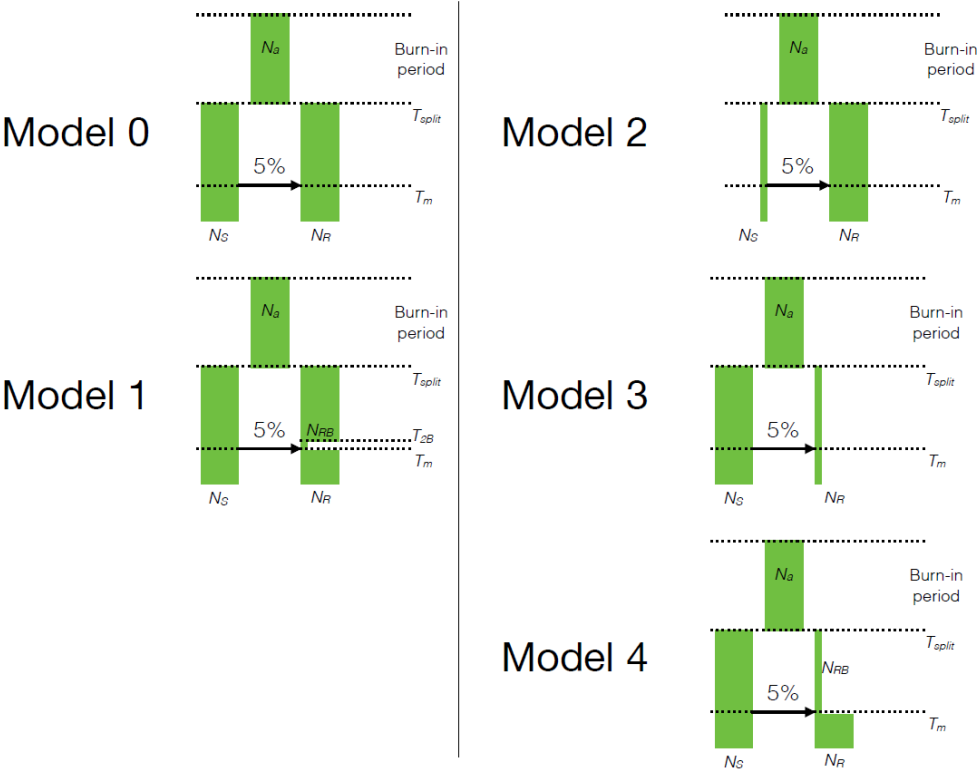 Model 0
Na
Burn-in
period
Tsplit
5%
Tm
NS
NR
Model 1
Na
Burn-in
period
Tsplit
5%
NRB
T2B
Tm
NS
NR
Model 2
Na
Burn-in
period
Tsplit
5%
Tm
NS
NR
Model 3
Na
Burn-in
period
Tsplit
5%
Tm
NS
NR
Model 4
Na
Burn-in
period
Tsplit
NRB
5%
Tm
NS
NR